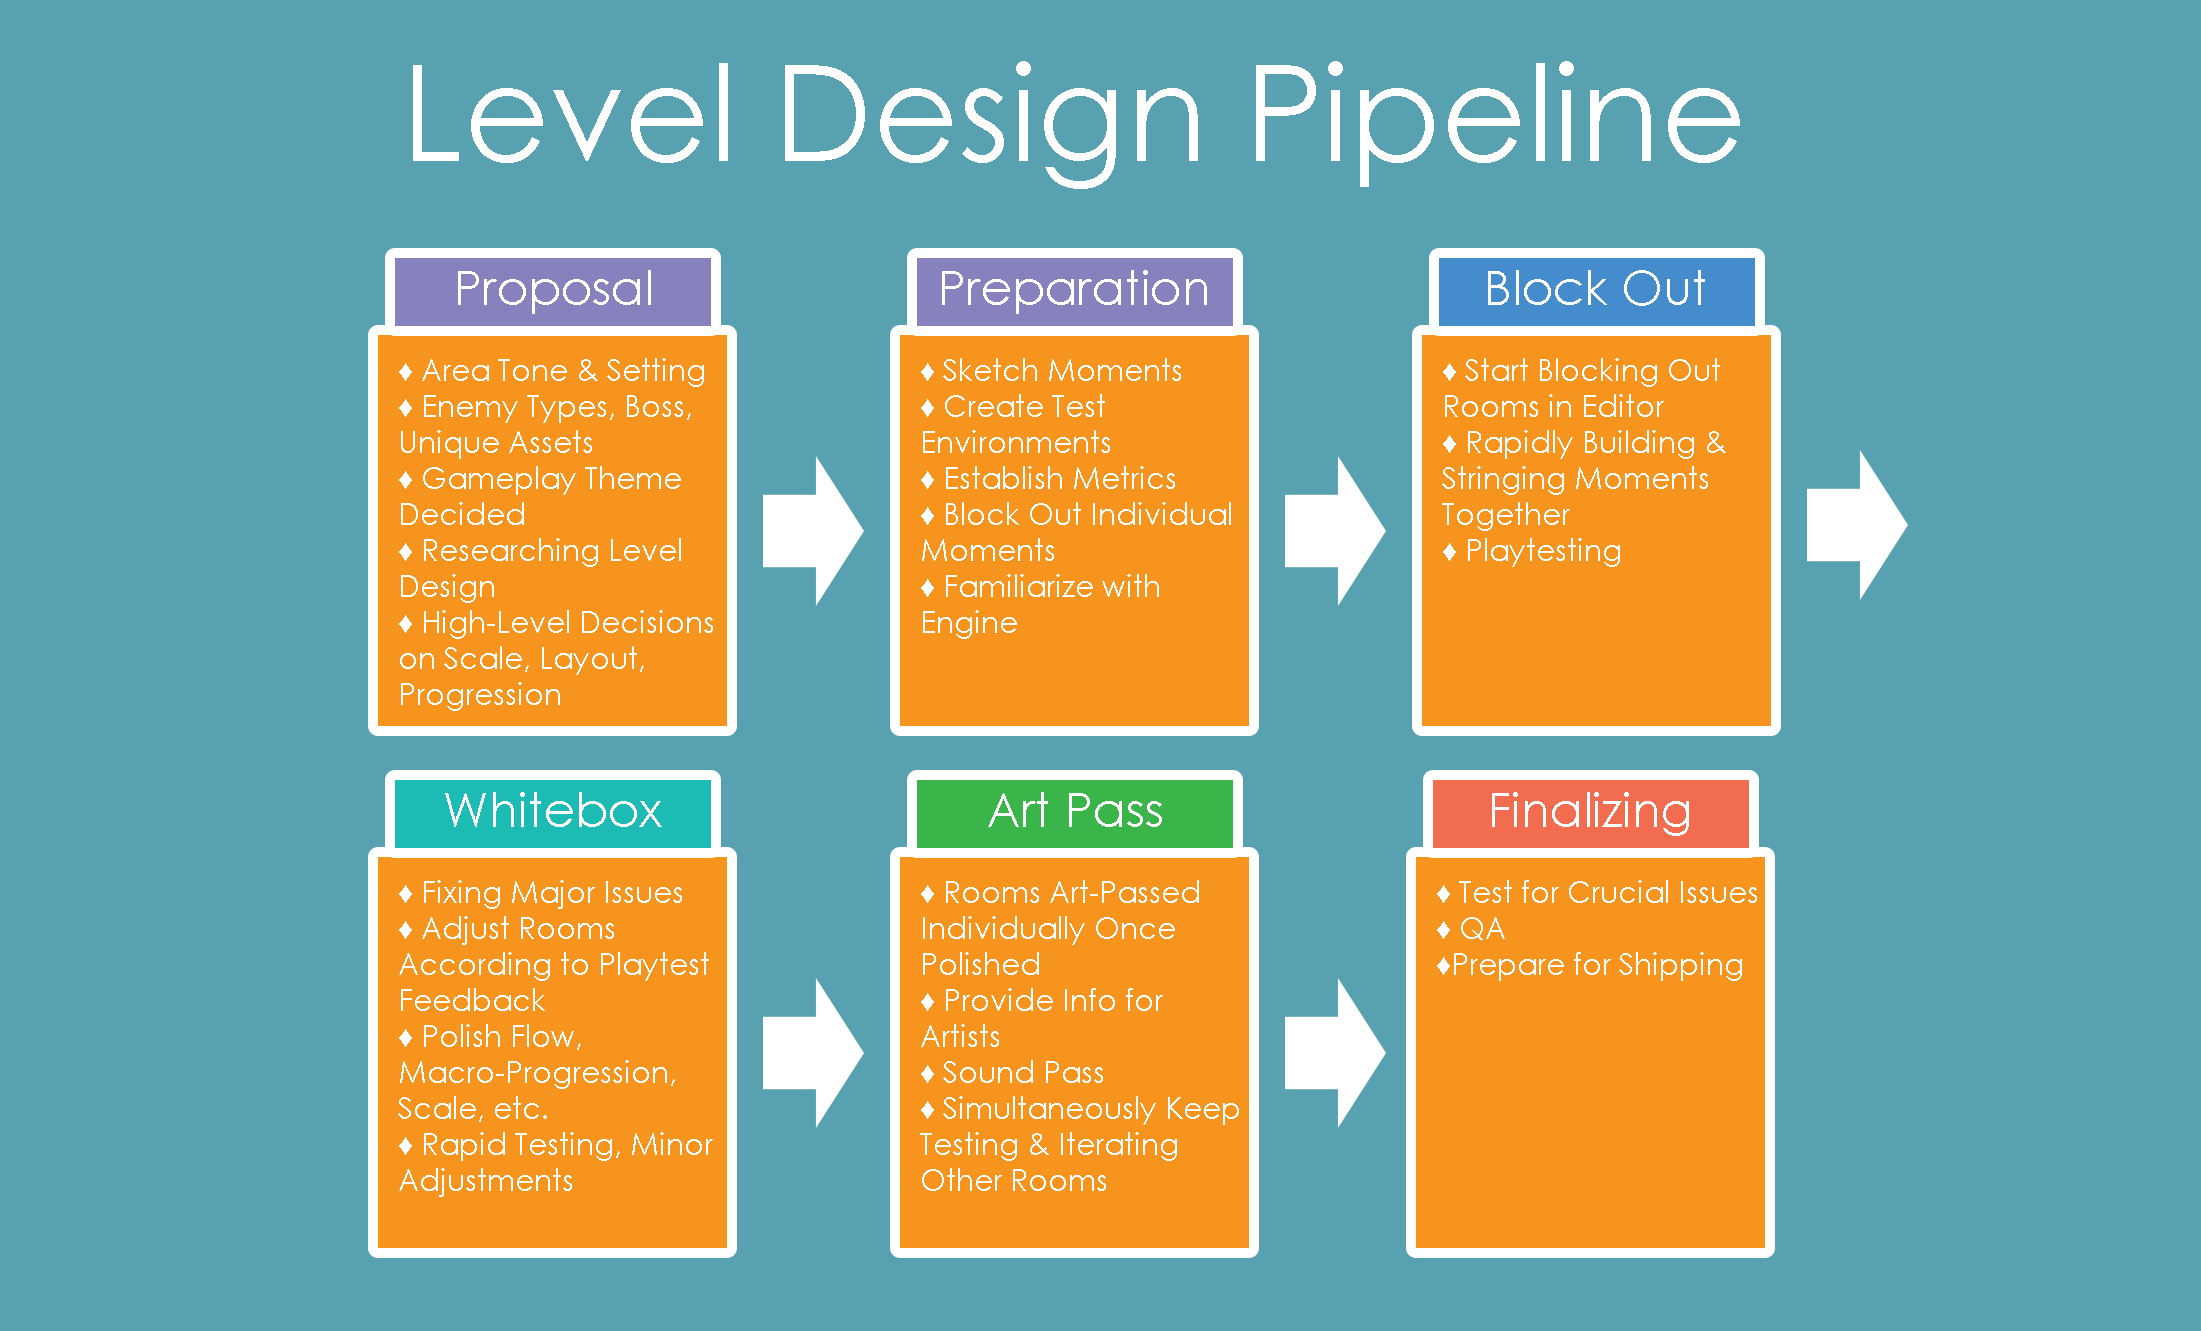 Level Design Pipeline
Proposal
♦ Area Tone & Setting
♦ Enemy Types, Boss,
Unique Assets
♦ Gameplay Theme
Decided
♦ Researching Level
Design
♦ High-Level Decisions
on Scale, Layout,
Progression
Preparation
♦ Sketch Moments
♦ Create Test
Environments
♦ Establish Metrics
♦ Block Out Individual
Moments
♦ Familiarize with
Engine
Block Out
♦ Start Blocking Out
Rooms in Editor
♦ Rapidly Building &
Stringing Moments
Together
♦ Playtesting
Whitebox
♦ Fixing Major Issues
♦ Adjust Rooms
According to Playtest
Feedback
♦ Polish Flow,
Macro-Progression,
Scale, etc.
♦ Rapid Testing, Minor
Adjustments
Art Pass
♦ Rooms Art-Passed
Individually Once
Polished
♦ Provide Info for
Artists
♦ Sound Pass
♦ Simultaneously Keep
Testing & Iterating
Other Rooms
Finalizing
♦ Test for Crucial Issues
♦ QA
♦Prepare for Shipping